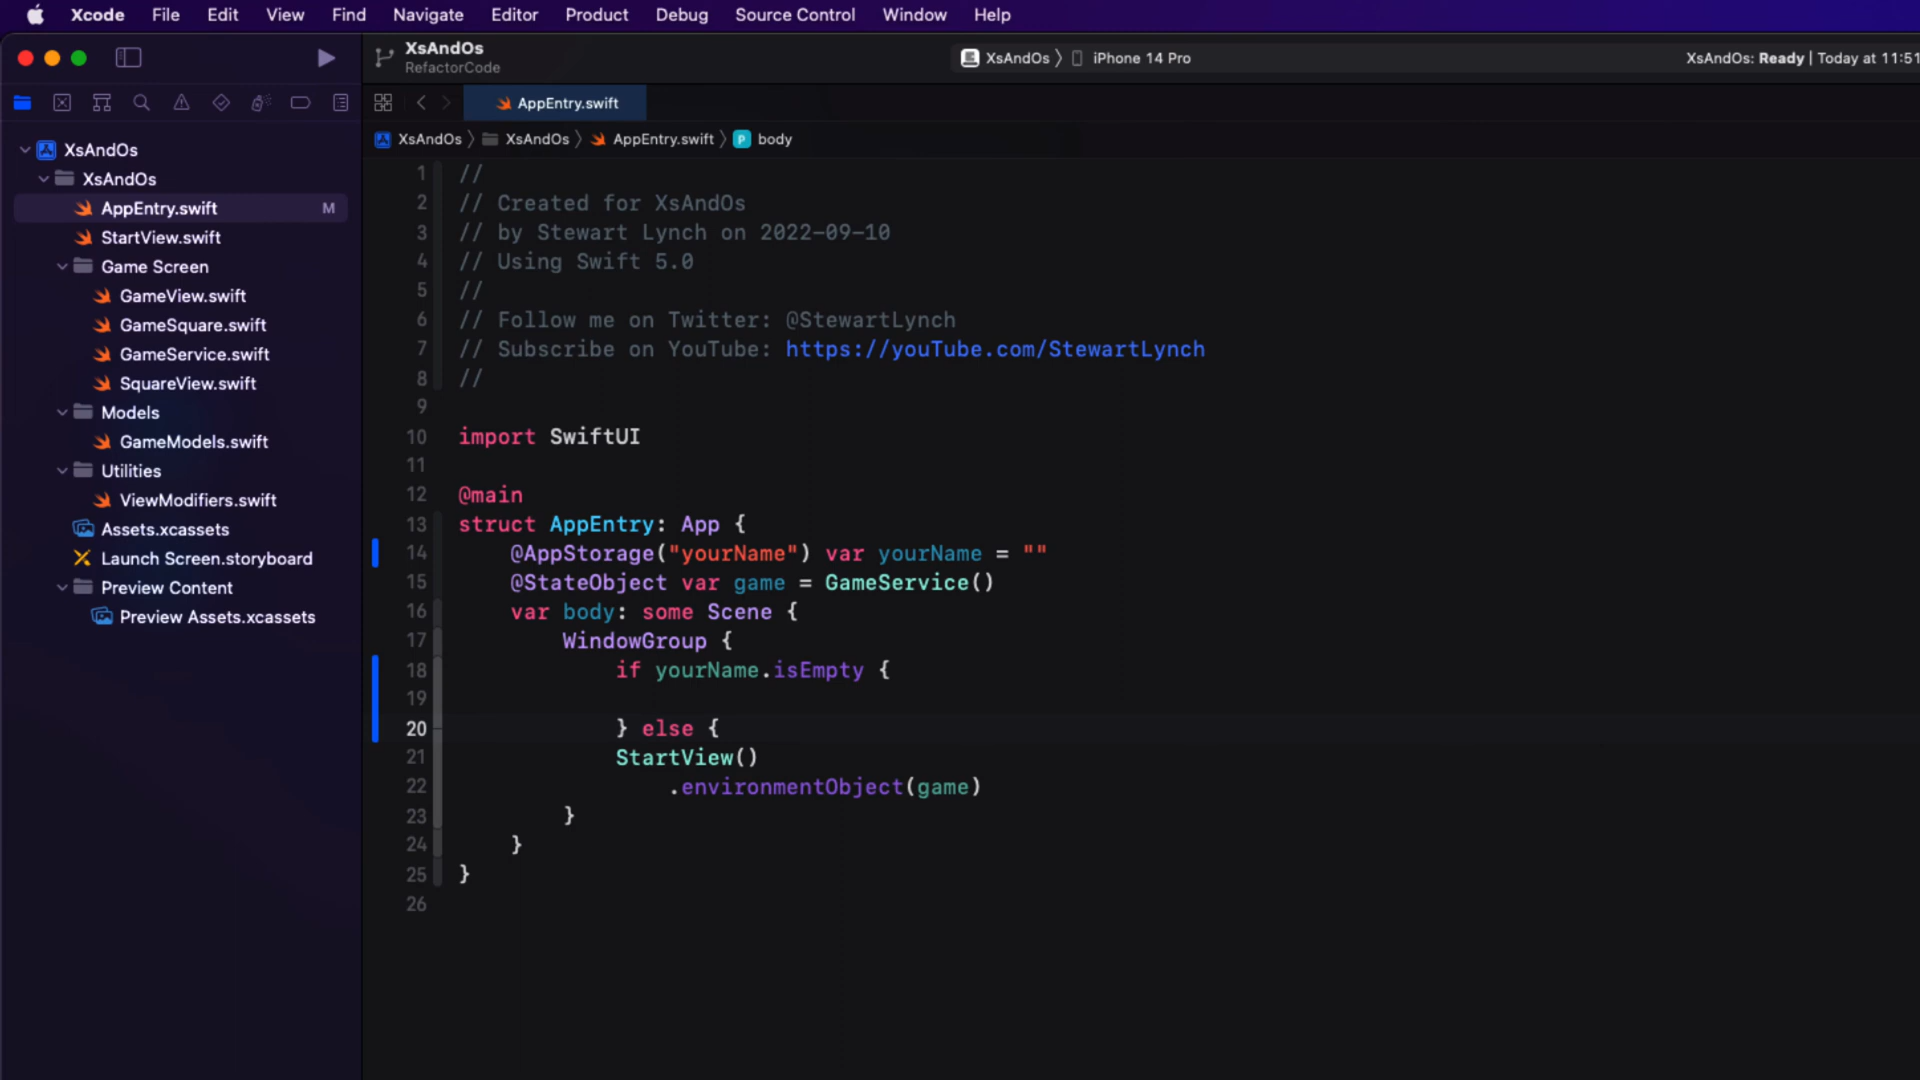 Xcode File Edit View Find Navigate Editor Product Debug Source Control Window Help
XsAndOs
RefactorCode
XsAndOs 〉 iPhone 14 Pro
XsAndOs: Ready | Today at 11:51
AppEntry.swift
XsAndOs 〉 XsAndOs 〉 AppEntry.swift 〉 P body
XsAndOs
XsAndOs
AppEntry.swift M
StartView.swift
Game Screen
GameView.swift
GameSquare.swift
GameService.swift
SquareView.swift
Models
GameModels.swift
Utilities
ViewModifiers.swift
Assets.xcassets
Launch Screen.storyboard
Preview Content
Preview Assets.xcassets
1 //
2 // Created for XsAndOs
3 // by Stewart Lynch on 2022-09-10
4 // Using Swift 5.0
5 //
6 // Follow me on Twitter: @StewartLynch
7 // Subscribe on YouTube: https://youTube.com/StewartLynch
8 //
9
10 import SwiftUI
11
12 @main
13 struct AppEntry: App {
14 @AppStorage("yourName") var yourName = ""
15 @StateObject var game = GameService()
16 var body: some Scene {
17 WindowGroup {
18 if yourName.isEmpty {
19
20 } else {
21 StartView()
22 .environmentObject(game)
23 }
24 }
25 }
26